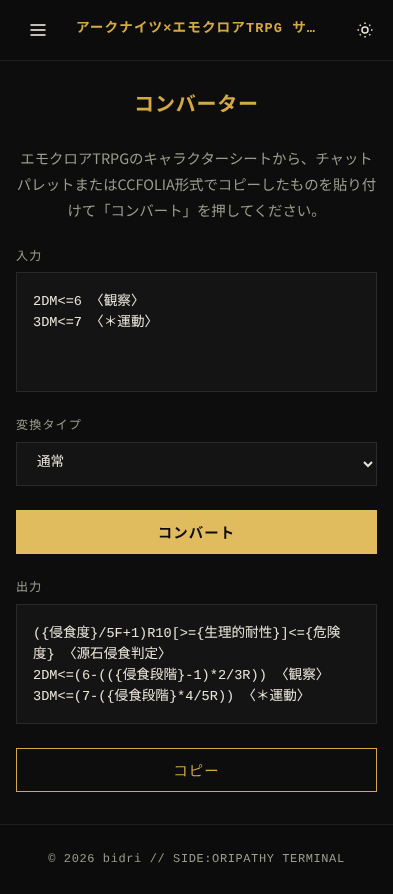 アークナイツ×エモクロアTRPG サ…
コンバーター
エモクロアTRPGのキャラクターシートから、チャット
パレットまたはCCFOLIA形式でコピーしたものを貼り付
けて「コンバート」を押してください。
入力
2DM<=6 〈観察〉
3DM<=7 〈＊運動〉
変換タイプ
通常
コンバート
出力
({侵食度}/5F+1)R10[>={生理的耐性}]<={危険
度} 〈源石侵食判定〉
2DM<=(6-(({侵食段階}-1)*2/3R)) 〈観察〉
3DM<=(7-({侵食段階}*4/5R)) 〈＊運動〉
コピー
© 2026 bidri // SIDE:ORIPATHY TERMINAL